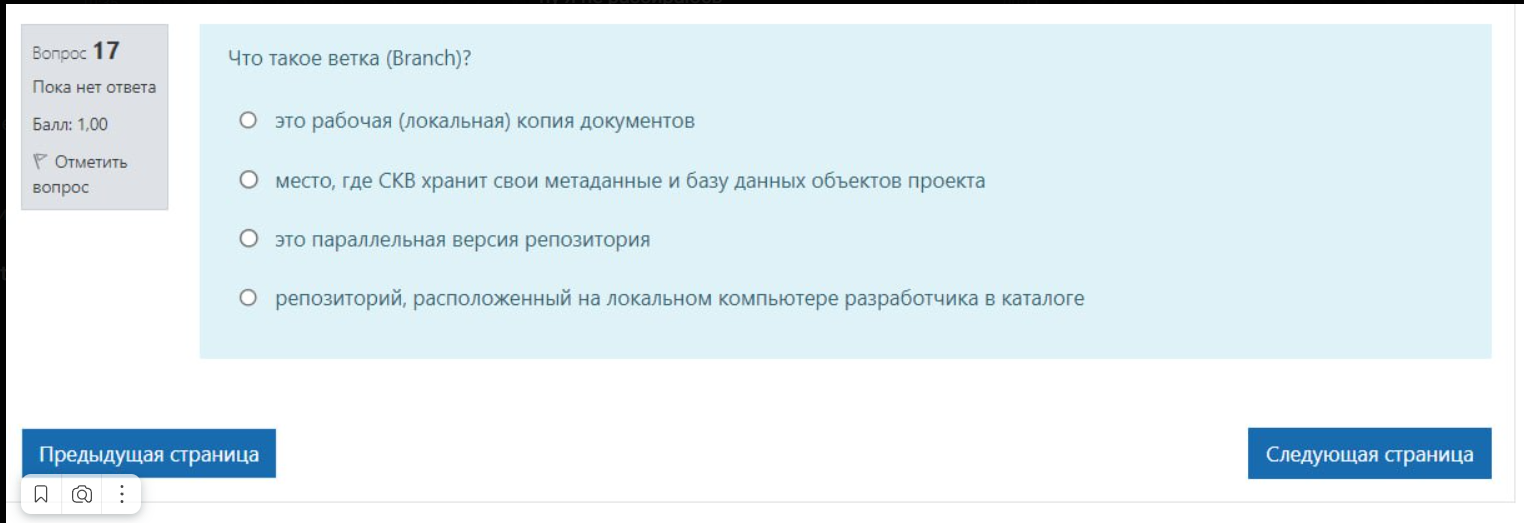 Вопрос 17
Пока нет ответа
Балл: 1,00
Отметить
вопрос
Что такое ветка (Branch)?
это рабочая (локальная) копия документов
место, где СКВ хранит свои метаданные и базу данных объектов проекта
это параллельная версия репозитория
репозиторий, расположенный на локальном компьютере разработчика в каталоге
Предыдущая страница
Следующая страница